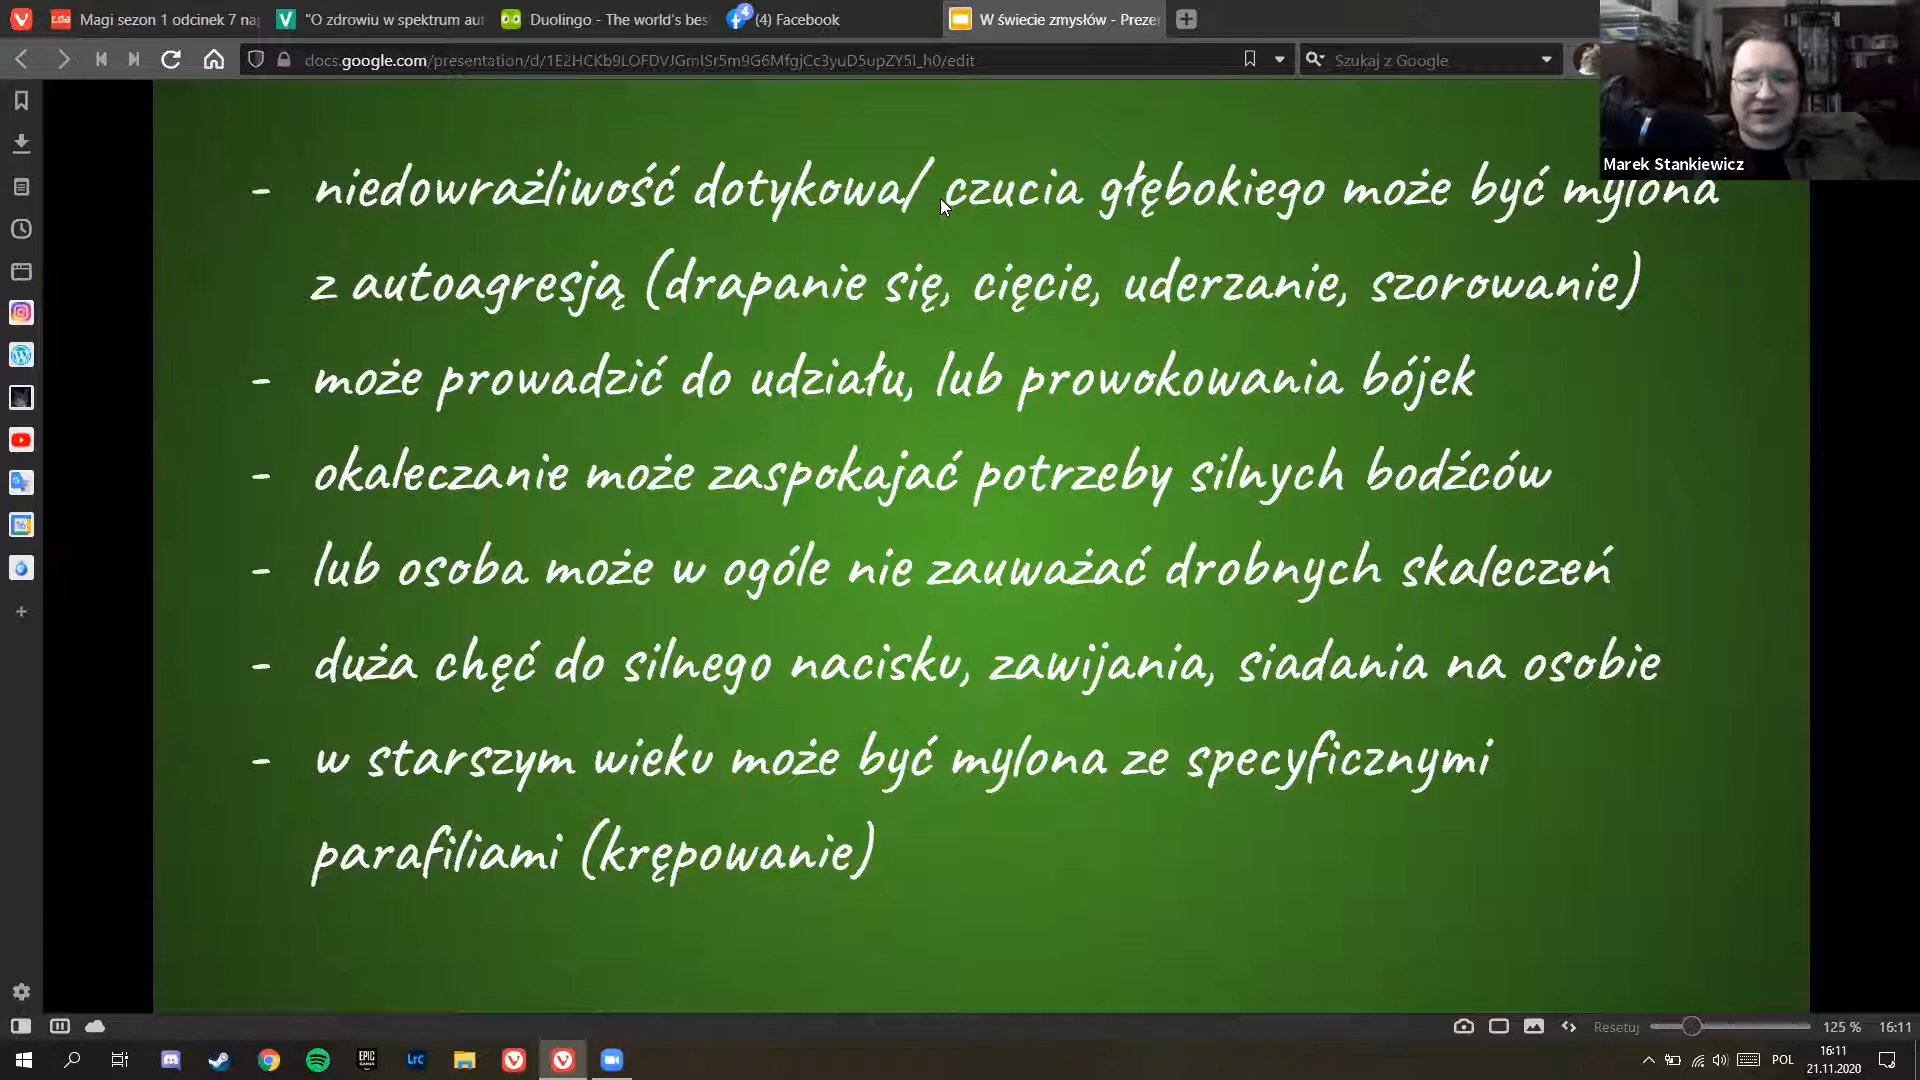 Magi sezon 1 odcinek 7 na
"O zdrowiu w spektrum aut
Duolingo - The world's bes
4
(4) Facebook
W świecie zmysłów - Preze
docs.google.com/presentation/d/1E2HCKb9LOFDVJGmISr5m9G6MfgjCc3yuD5upZY5l_h0/edit
Szukaj z Google
Marek Stankiewicz
- niedowrażliwość dotykowa/ czucia głębokiego może być mylona
z autoagresją (drapanie się, cięcie, uderzanie, szorowanie)
- może prowadzić do udziału, lub prowokowania bójek
- okaleczanie może zaspokajać potrzeby silnych bodźców
- lub osoba może w ogóle nie zauważać drobnych skaleczeń
- duża chęć do silnego nacisku, zawijania, siadania na osobie
- w starszym wieku może być mylona ze specyficznymi
parafiliami (krępowanie)
Resetuj
125 %
16:11
EPIC
Lrc
POL
16:11
21.11.2020